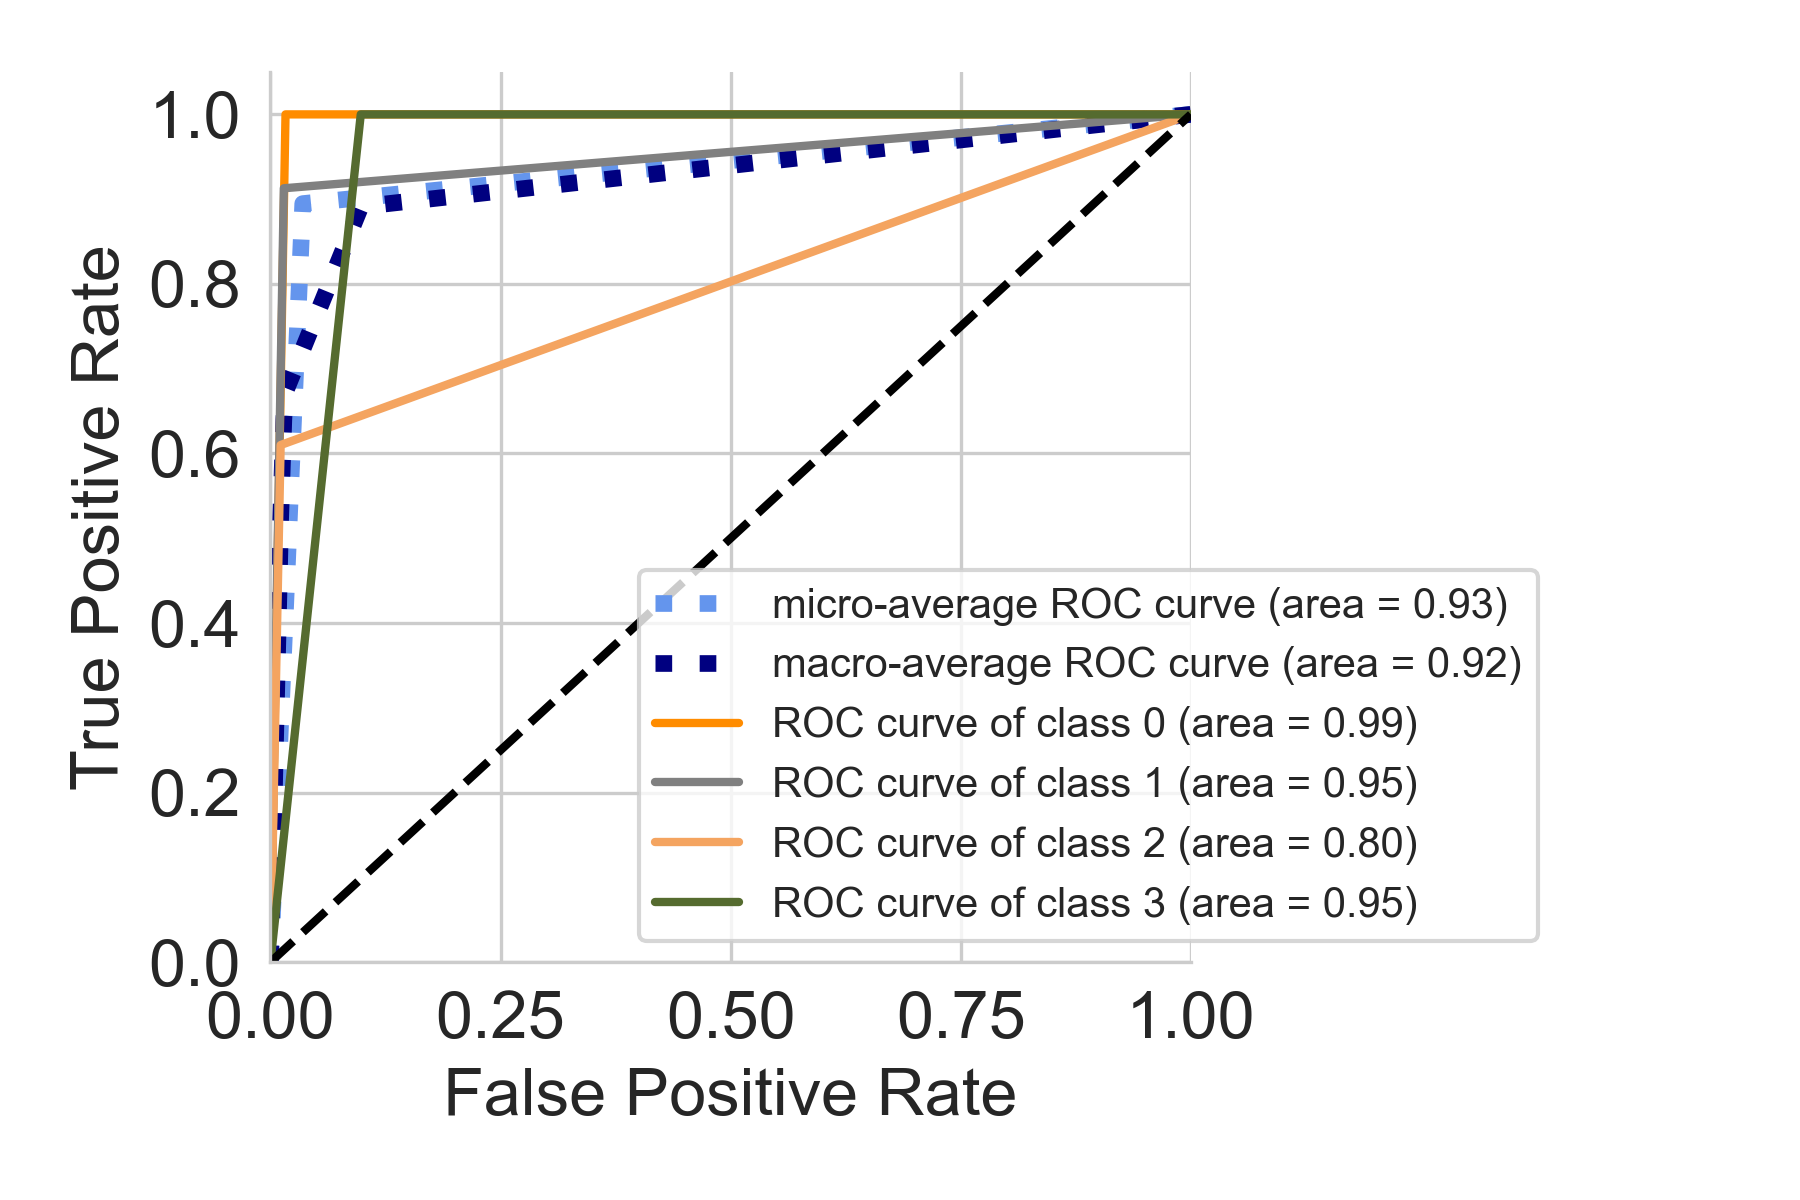 True Positive Rate
1.0
0.8
0.6
0.4
0.2
0.0
0.00 0.25 0.50 0.75 1.00
False Positive Rate
micro-average ROC curve (area = 0.93)
macro-average ROC curve (area = 0.92)
ROC curve of class 0 (area = 0.99)
ROC curve of class 1 (area = 0.95)
ROC curve of class 2 (area = 0.80)
ROC curve of class 3 (area = 0.95)